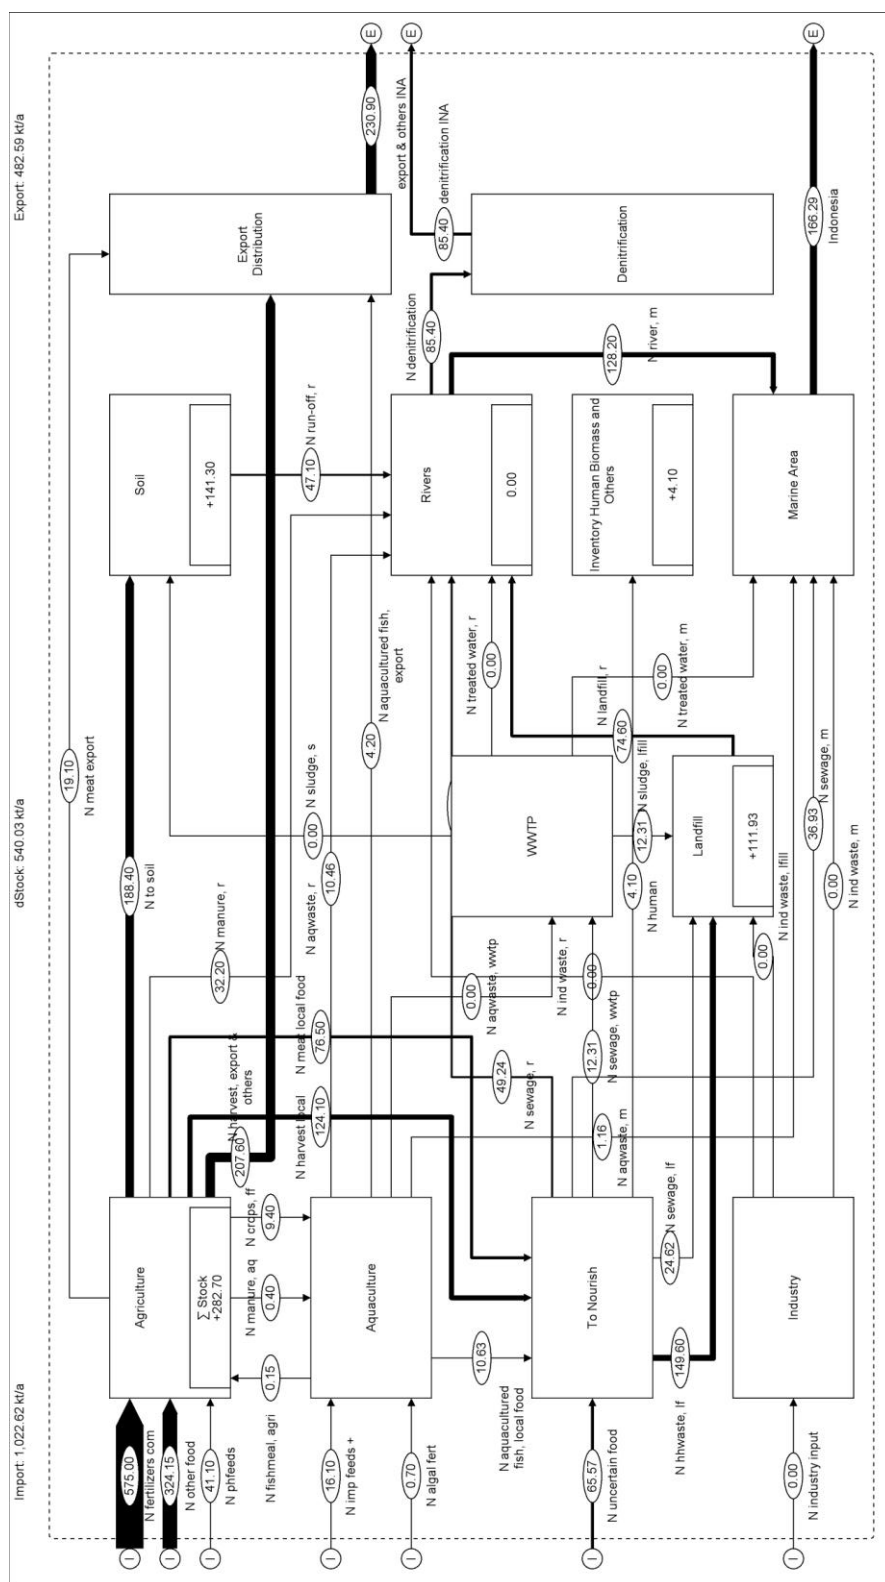 Import: 1,022.62 kt/a
dStock: 540.03 kt/a
Export: 482.59 kt/a
I
575.00
N fertilizers com
I
324.15
N other food
I
41.10
N phfeeds
N fishmeal, agri
0.15
I
16.10
N imp feeds +
I
0.70
N algal fert
N aquacultured
fish, local food
10.63
I
65.57
N uncertain food
N hhwaste, lf
149.60
I
0.00
N industry input
Agriculture
∑ Stock
+282.70
N manure, aq
0.40
N crops, ff
9.40
Aquaculture
To Nourish
24.62
N sewage, lf
Industry
19.10
N meat export
188.40
N to soil
32.20
N manure, r
N harvest, export &
others
207.60
N meat local food
76.50
N harvest local
124.10
N aqwaste, r
10.46
0.00
N sludge, s
4.20
N aquacultured fish,
export
0.00
N aqwaste, wwtp
N ind waste, r
0.00
49.24
N sewage, r
12.31
N sewage, wwtp
1.16
N aqwaste, m
WWTP
0.00
N treated water, r
N landfill, r
74.60
0.00
N treated water, m
12.31
N sludge, lfill
4.10
N human
Landfill
+111.93
0.00
N ind waste, lfill
36.93
N sewage, m
0.00
N ind waste, m
Soil
+141.30
47.10
N run-off, r
Rivers
0.00
Inventory Human Biomass and
Others
+4.10
Marine Area
128.20
N river, m
N denitrification
85.40
Export
Distribution
Denitrification
230.90
E
export & others INA
85.40
denitrification INA
E
166.29
Indonesia
E